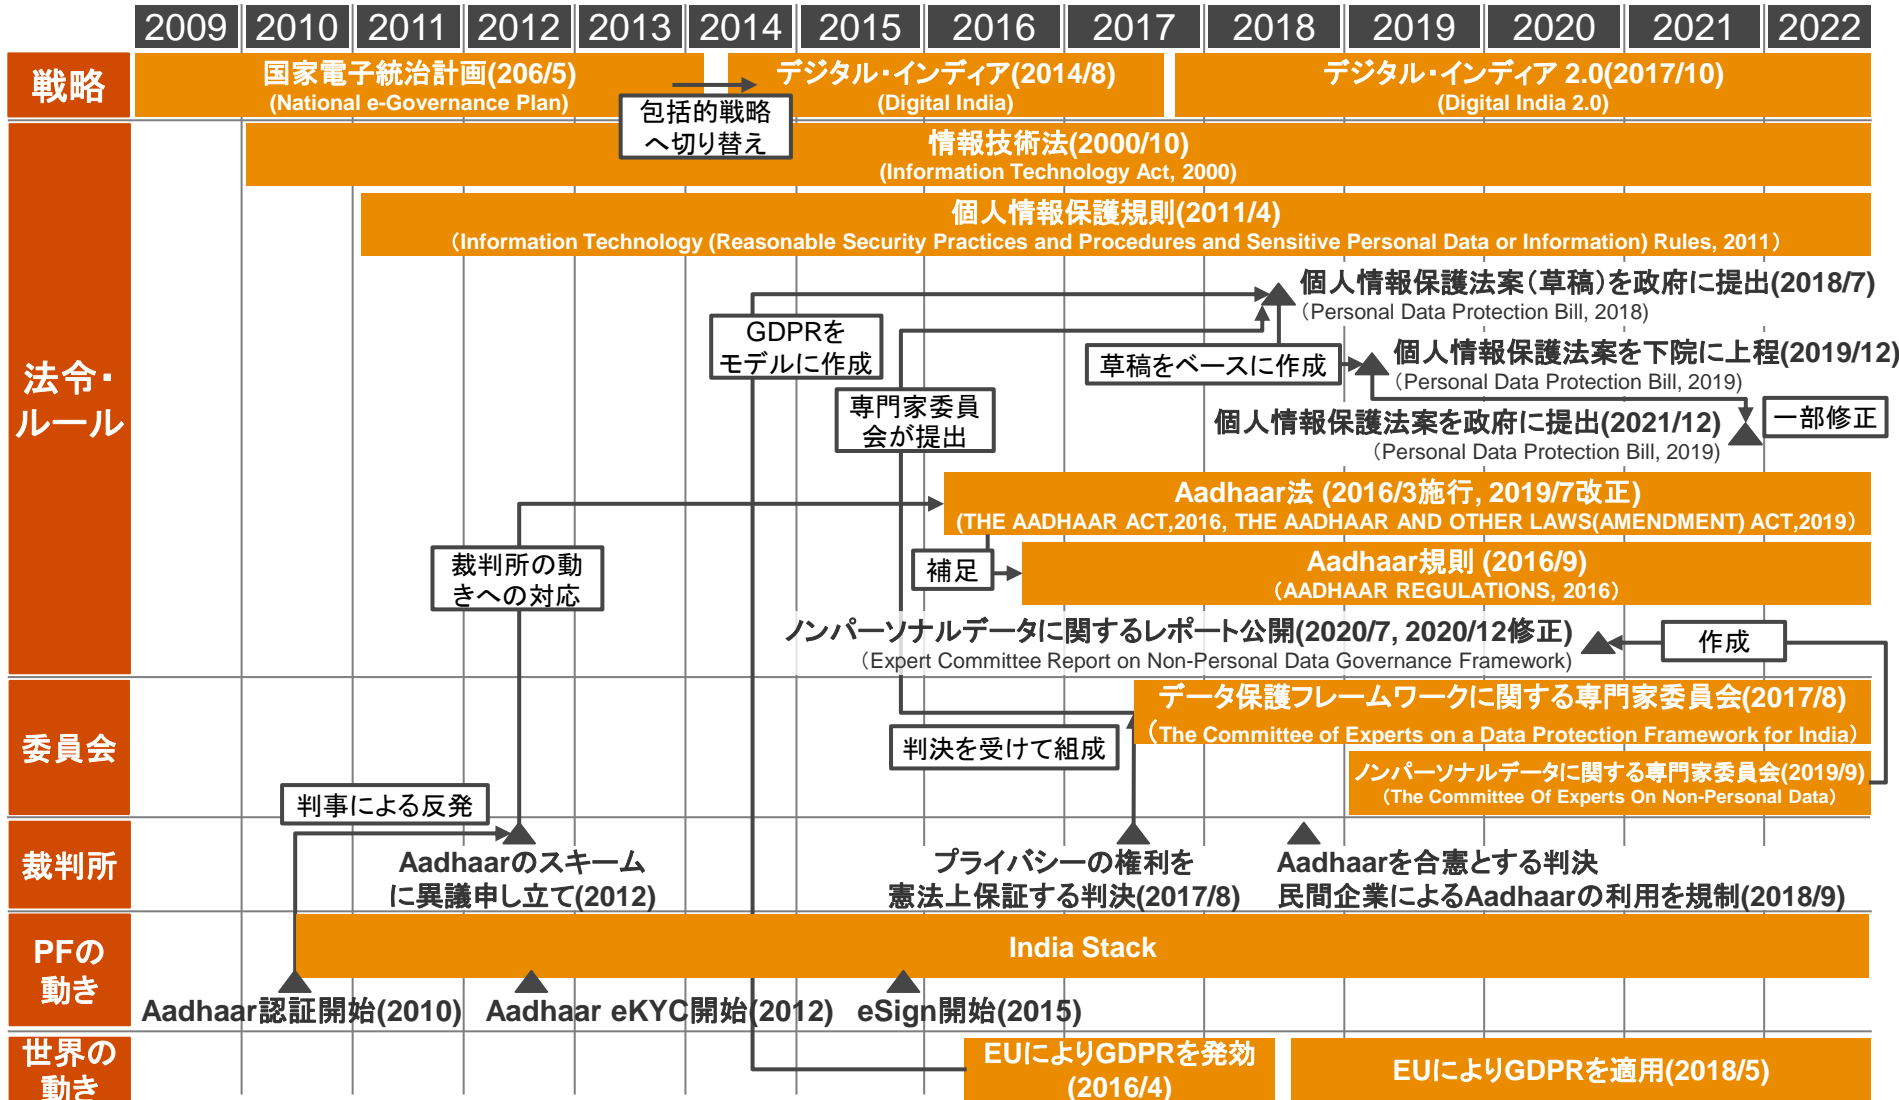 2009 2010 2011 2012 2013 2014 2015 2016 2017 2018 2019 2020 2021 2022
戦略
国家電子統治計画(206/5)
(National e-Governance Plan)
デジタル・インディア(2014/8)
(Digital India)
デジタル・インディア 2.0(2017/10)
(Digital India 2.0)
包括的戦略
へ切り替え
法令・
ルール
情報技術法(2000/10)
(Information Technology Act, 2000)
個人情報保護規則(2011/4)
(Information Technology (Reasonable Security Practices and Procedures and Sensitive Personal Data or Information) Rules, 2011)
個人情報保護法案(草稿)を政府に提出(2018/7)
(Personal Data Protection Bill, 2018)
GDPRを
モデルに作成
草稿をベースに作成
個人情報保護法案を下院に上程(2019/12)
(Personal Data Protection Bill, 2019)
専門家委員
会が提出
個人情報保護法案を政府に提出(2021/12)
(Personal Data Protection Bill, 2019)
一部修正
Aadhaar法 (2016/3施行, 2019/7改正)
(THE AADHAAR ACT,2016, THE AADHAAR AND OTHER LAWS(AMENDMENT) ACT,2019)
裁判所の動
きへの対応
補足
Aadhaar規則 (2016/9)
(AADHAAR REGULATIONS, 2016)
ノンパーソナルデータに関するレポート公開(2020/7, 2020/12修正)
(Expert Committee Report on Non-Personal Data Governance Framework)
作成
委員会
データ保護フレームワークに関する専門家委員会(2017/8)
(The Committee of Experts on a Data Protection Framework for India)
判決を受けて組成
ノンパーソナルデータに関する専門家委員会(2019/9)
(The Committee Of Experts On Non-Personal Data)
判事による反発
裁判所
Aadhaarのスキーム
に異議申し立て(2012)
プライバシーの権利を
憲法上保証する判決(2017/8)
Aadhaarを合憲とする判決
民間企業によるAadhaarの利用を規制(2018/9)
PFの
動き
India Stack
Aadhaar認証開始(2010)
Aadhaar eKYC開始(2012)
eSign開始(2015)
世界の
動き
EUによりGDPRを発効
(2016/4)
EUによりGDPRを適用(2018/5)